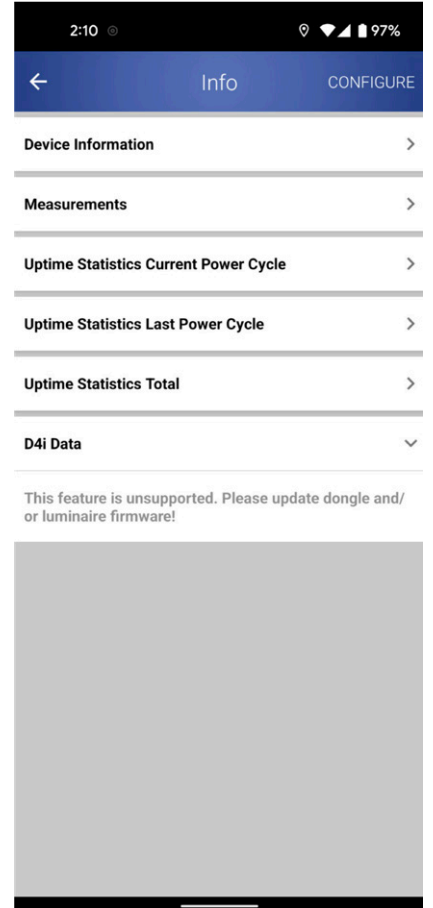 2:10 97%
Info CONFIGURE
Device Information
Measurements
Uptime Statistics Current Power Cycle
Uptime Statistics Last Power Cycle
Uptime Statistics Total
D4i Data
This feature is unsupported. Please update dongle and/
or luminaire firmware!